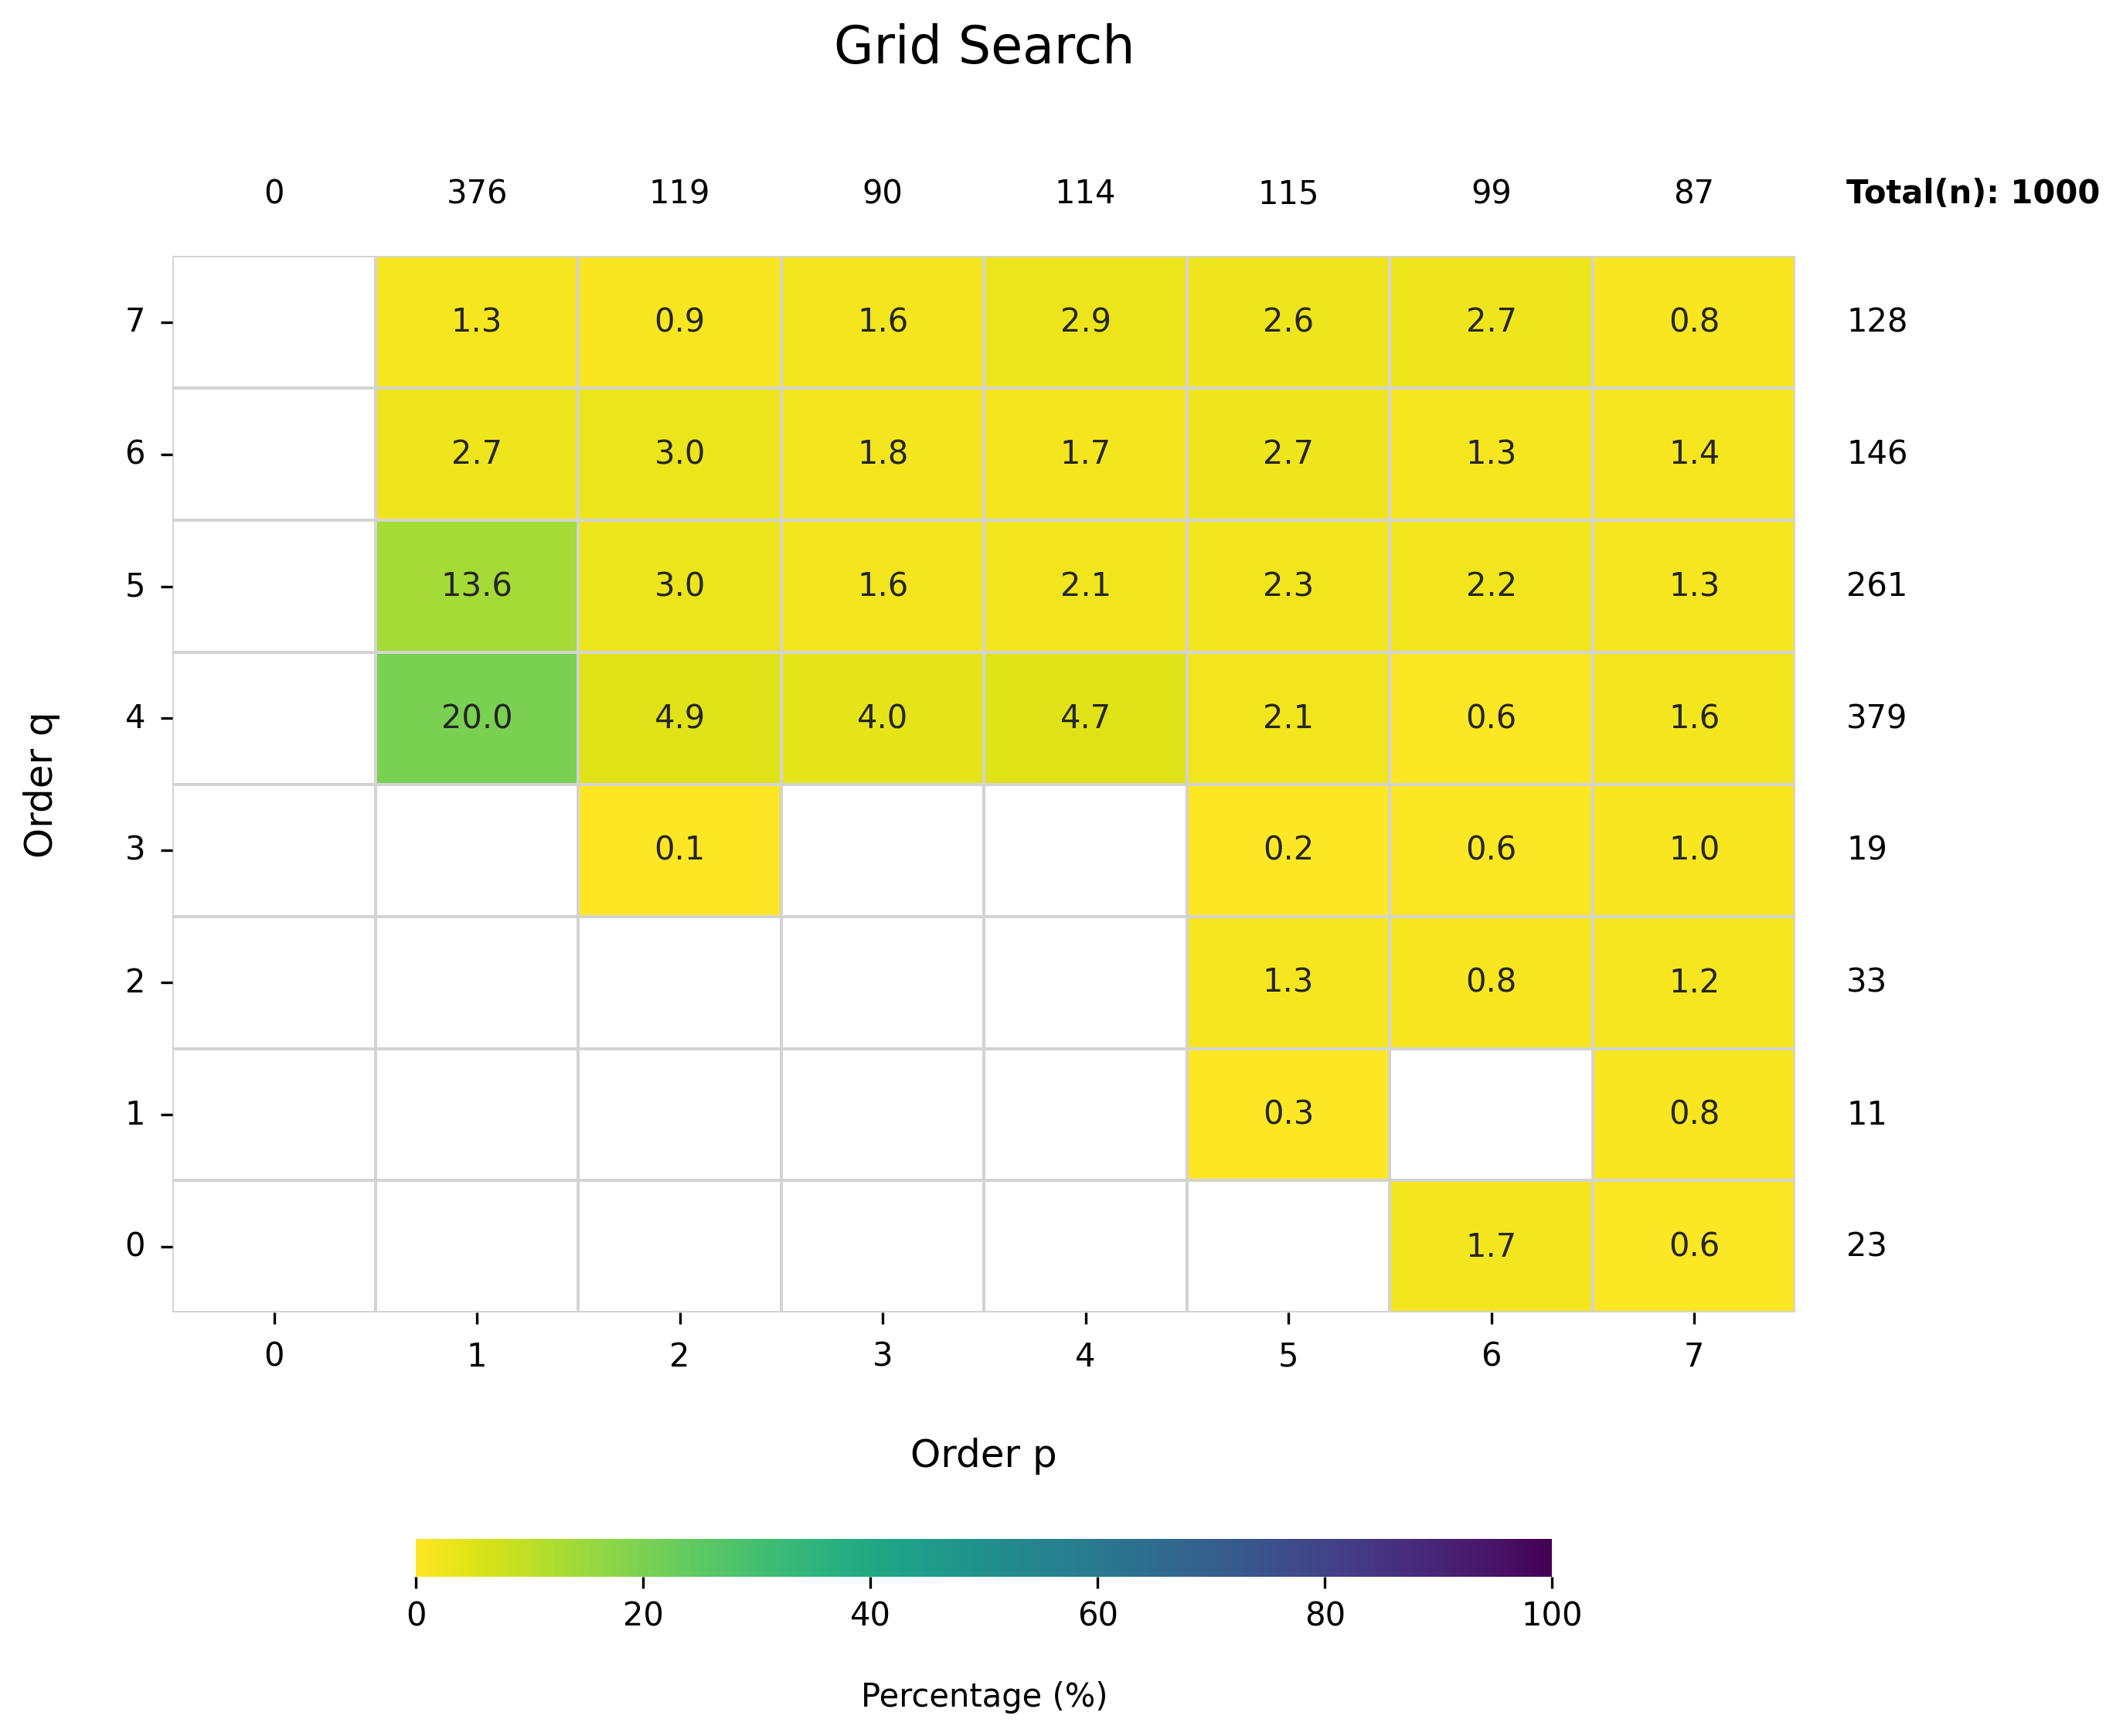 Grid Search
0 376 119 90 114 115 99 87 Total(n): 1000
7 1.3 0.9 1.6 2.9 2.6 2.7 0.8 128
6 2.7 3.0 1.8 1.7 2.7 1.3 1.4 146
5 13.6 3.0 1.6 2.1 2.3 2.2 1.3 261
4 20.0 4.9 4.0 4.7 2.1 0.6 1.6 379
3 0.1 0.2 0.6 1.0 19
2 1.3 0.8 1.2 33
1 0.3 0.8 11
0 1.7 0.6 23
Order q
0 1 2 3 4 5 6 7
Order p
0 20 40 60 80 100
Percentage (%)